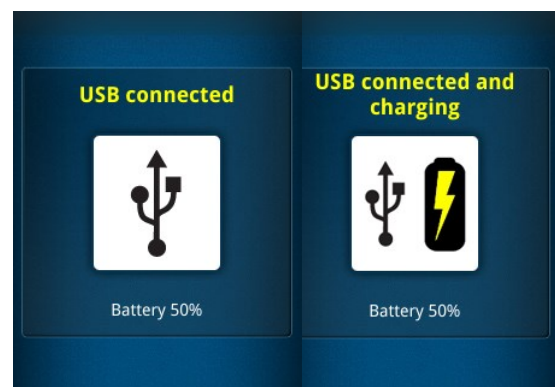 USB connected
Battery 50%
USB connected and
charging
Battery 50%